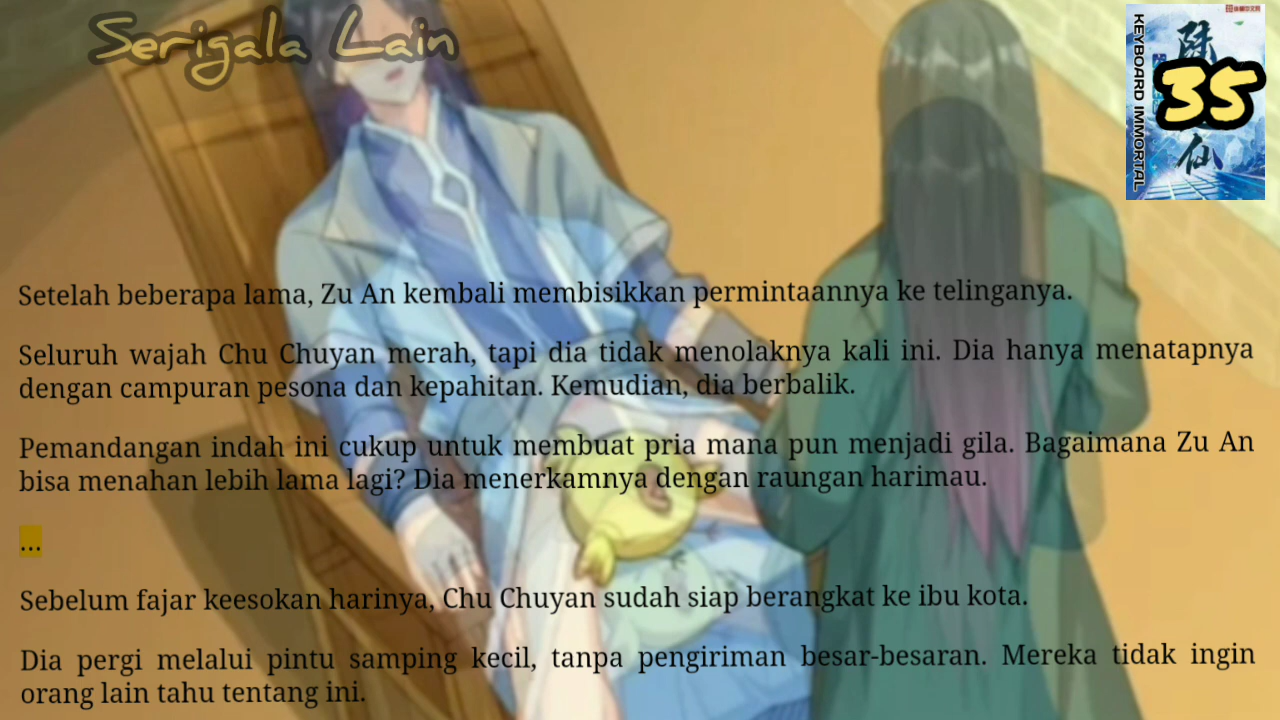 Serigala Lain
KEYBOARD IMMORTAL
35
仙
Setelah beberapa lama, Zu An kembali membisikkan permintaannya ke telinganya.
Seluruh wajah Chu Chuyan merah, tapi dia tidak menolaknya kali ini. Dia hanya menatapnya
dengan campuran pesona dan kepahitan. Kemudian, dia berbalik.
Pemandangan indah ini cukup untuk membuat pria mana pun menjadi gila. Bagaimana Zu An
bisa menahan lebih lama lagi? Dia menerkamnya dengan raungan harimau.
...
Sebelum fajar keesokan harinya, Chu Chuyan sudah siap berangkat ke ibu kota.
Dia pergi melalui pintu samping kecil, tanpa pengiriman besar-besaran. Mereka tidak ingin
orang lain tahu tentang ini.